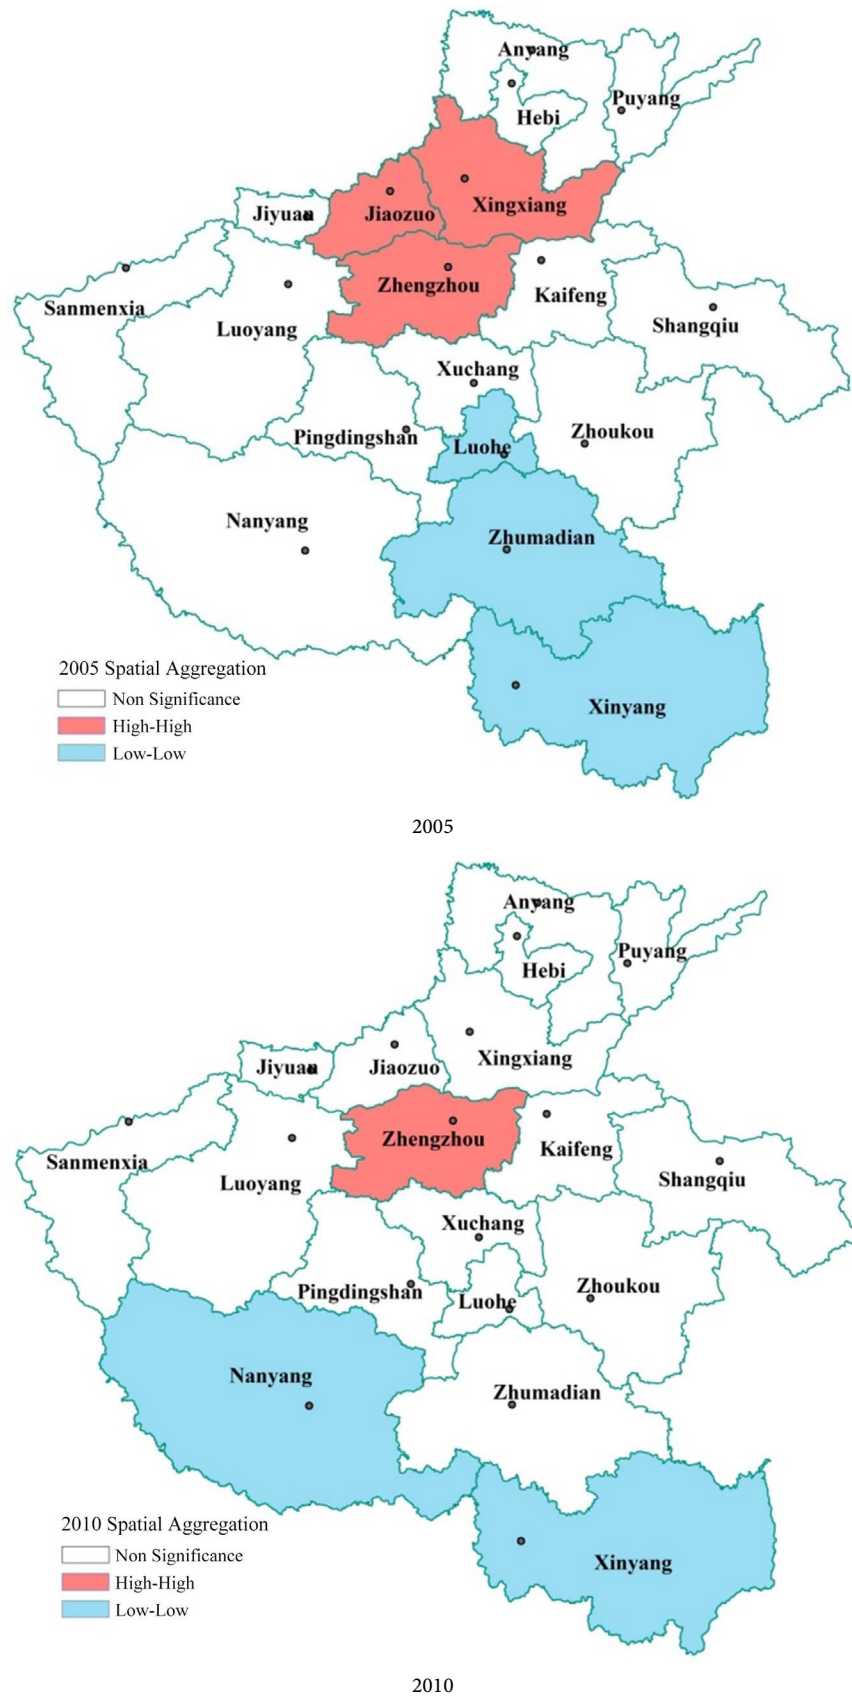 Anyang
Hebi
Puyang
Jiyuan
Jiaozuo
Xingxiang
Sanmenxia
Luoyang
Zhengzhou
Kaifeng
Shangqiu
Xuchang
Pingdingshan
Luohe
Zhoukou
Nanyang
Zhumadian
Xinyang
2005 Spatial Aggregation
Non Significance
High-High
Low-Low
2005
Anyang
Hebi
Puyang
Jiyuan
Jiaozuo
Xingxiang
Sanmenxia
Luoyang
Zhengzhou
Kaifeng
Shangqiu
Xuchang
Pingdingshan
Luohe
Zhoukou
Nanyang
Zhumadian
Xinyang
2010 Spatial Aggregation
Non Significance
High-High
Low-Low
2010